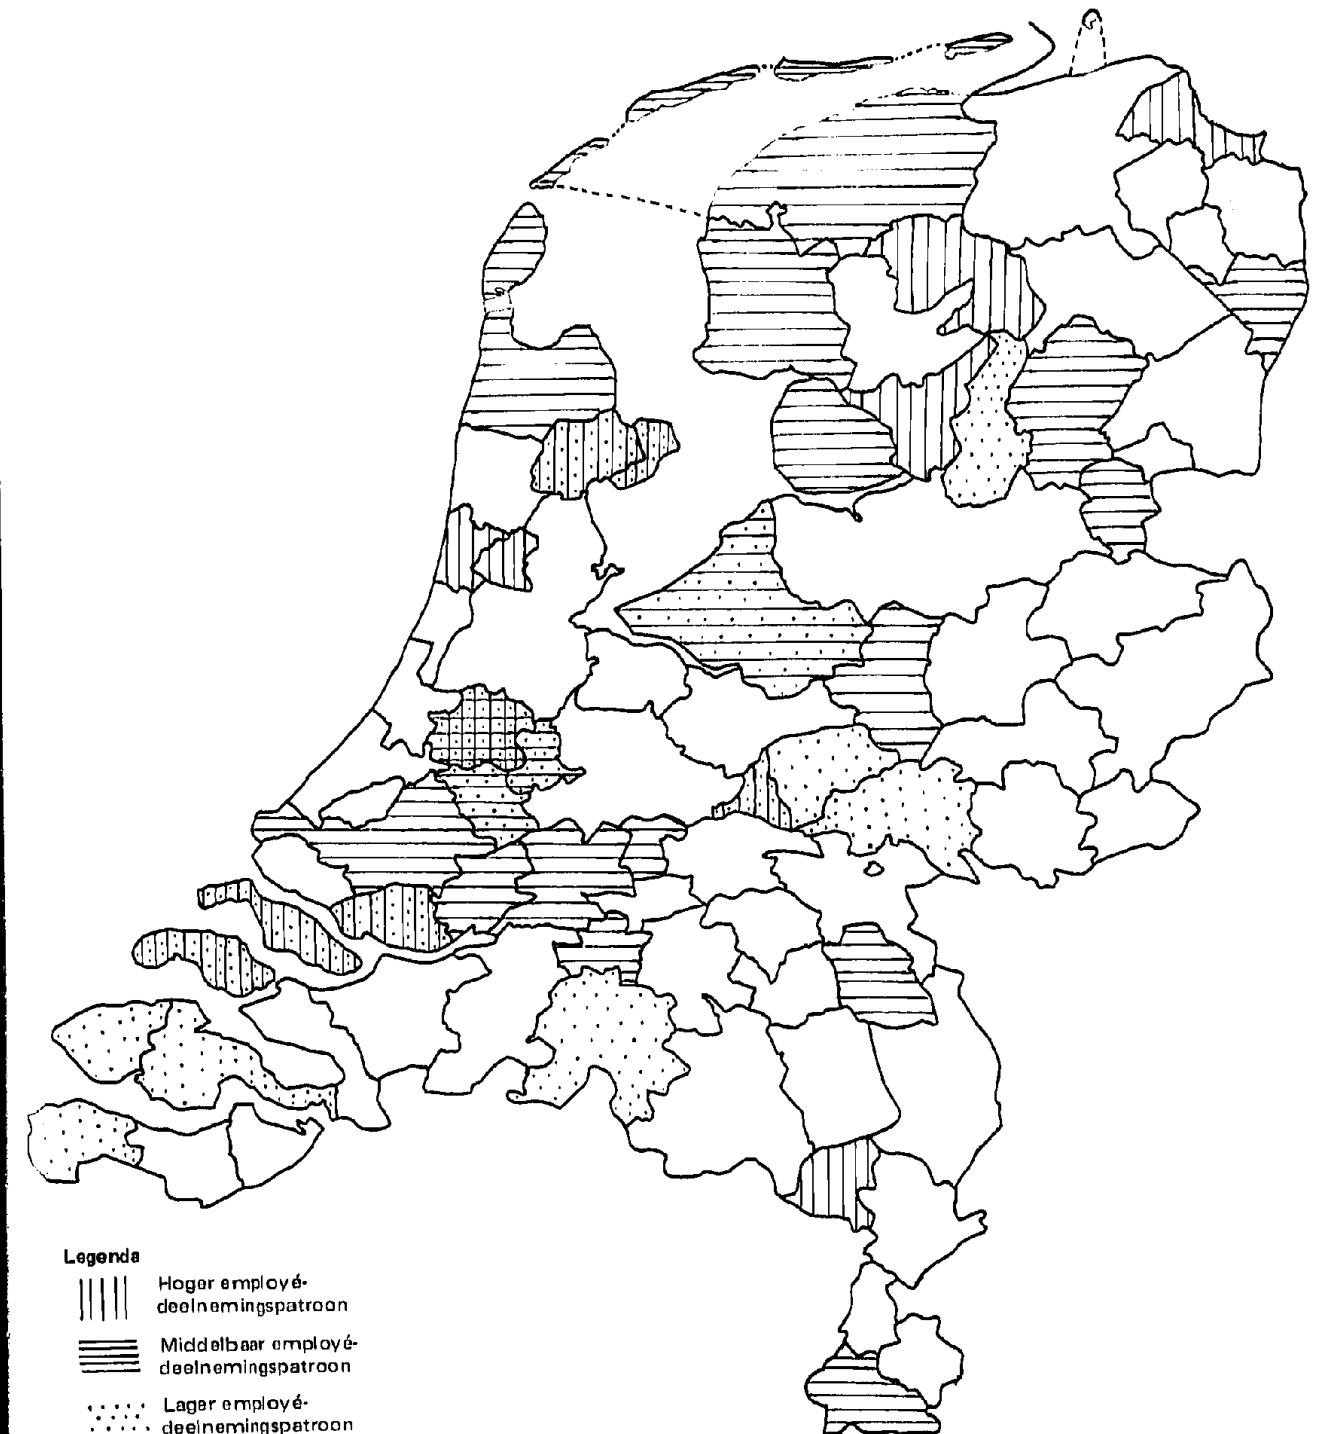 Legenda
Hoger employé-
deelnemingspatroon
Middelbaar employé-
deelnemingspatroon
Lager employé-
deelnemingspatroon